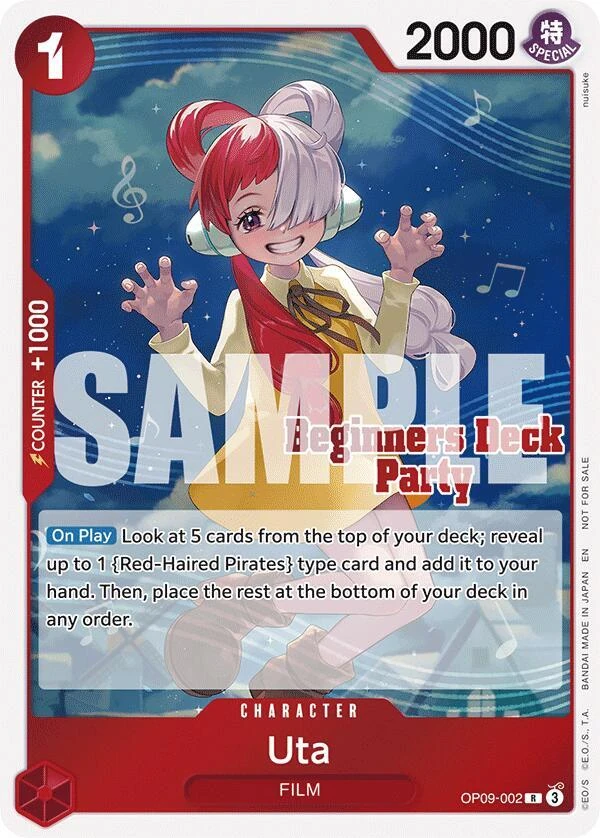 1
2000
特
SPECIAL
nuisuke
COUNTER +1000
SAMPLE
Beginners Deck
Party
On Play Look at 5 cards from the top of your deck; reveal
up to 1 {Red-Haired Pirates} type card and add it to your
hand. Then, place the rest at the bottom of your deck in
any order.
CHARACTER
Uta
FILM
OP09-002 R 3
©EO/S ©E.O./S., T.A. BANDAI MADE IN JAPAN EN NOT FOR SALE